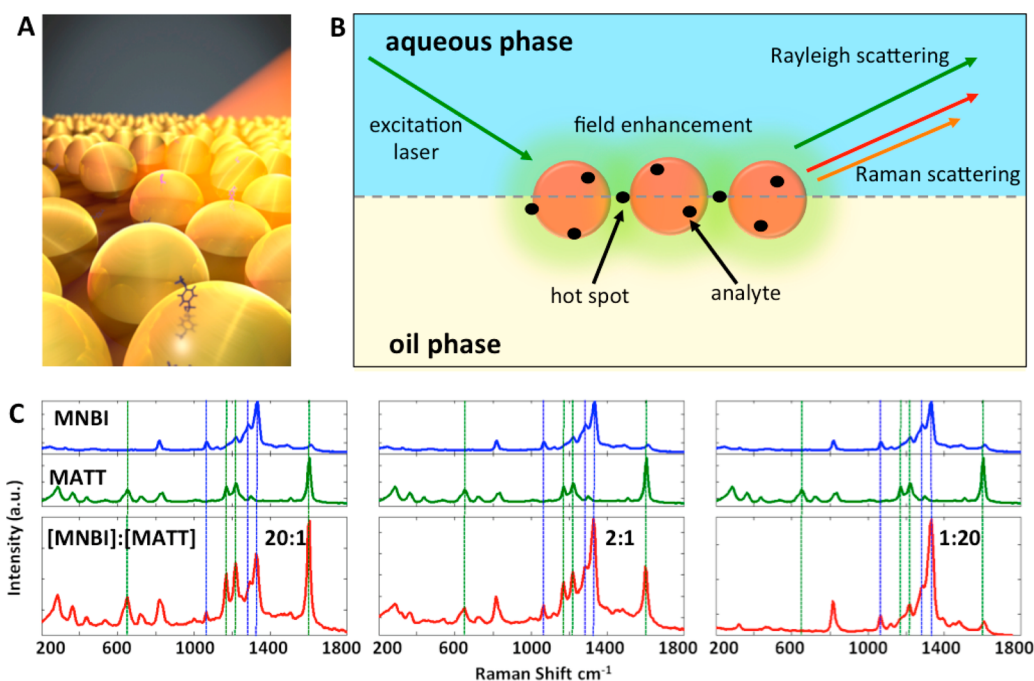 A
B
aqueous phase
Rayleigh scattering
excitation
laser
field enhancement
Raman scattering
hot spot
analyte
oil phase
C
MNBI
MATT
[MNBI]:[MATT] 20:1
2:1
1:20
Intensity (a.u.)
200 600 1000 1400 1800
200 600 1000 1400 1800
200 600 1000 1400 1800
Raman Shift cm⁻¹